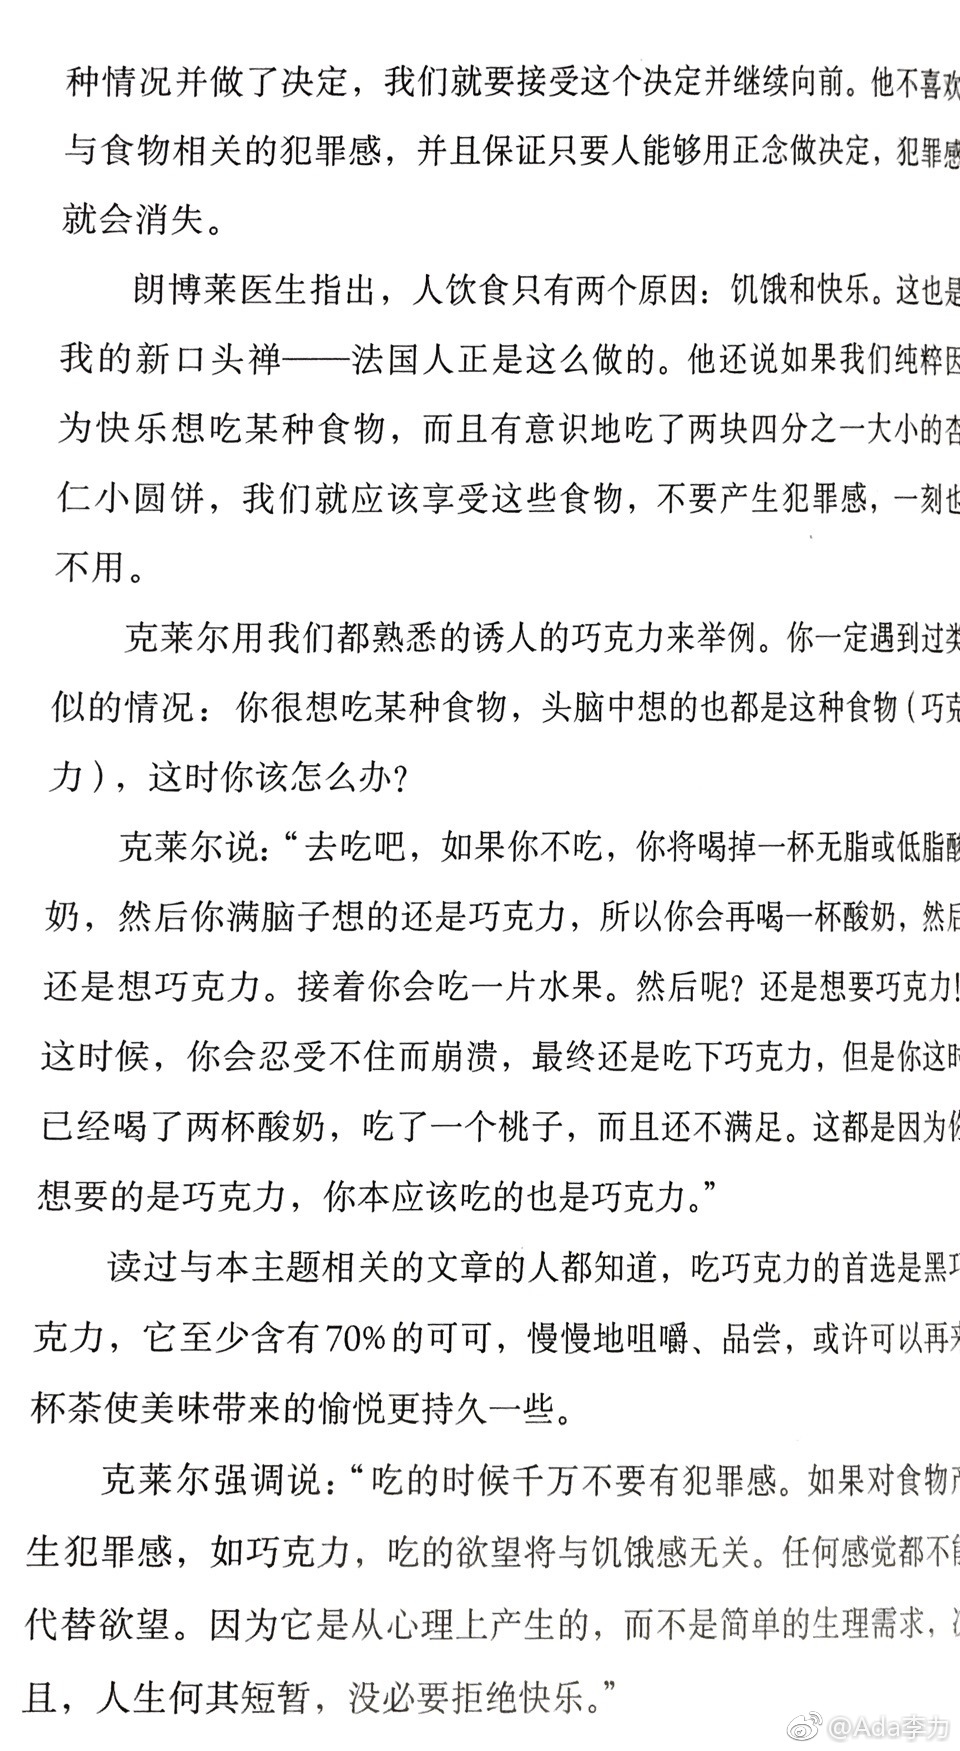 种情况并做了决定，我们就要接受这个决定并继续向前。他不喜欢
与食物相关的犯罪感，并且保证只要人能够用正念做决定，犯罪感
就会消失。
朗博莱医生指出，人饮食只有两个原因：饥饿和快乐。这也是
我的新口头禅——法国人正是这么做的。他还说如果我们纯粹因
为快乐想吃某种食物，而且有意识地吃了两块四分之一大小的杏
仁小圆饼，我们就应该享受这些食物，不要产生犯罪感，一刻也
不用。
克莱尔用我们都熟悉的诱人的巧克力来举例。你一定遇到过类
似的情况：你很想吃某种食物，头脑中想的也都是这种食物（巧克
力），这时你该怎么办？
克莱尔说：“去吃吧，如果你不吃，你将喝掉一杯无脂或低脂酸
奶，然后你满脑子想的还是巧克力，所以你会再喝一杯酸奶，然后
还是想巧克力。接着你会吃一片水果。然后呢？还是想要巧克力！
这时候，你会忍受不住而崩溃，最终还是吃下巧克力，但是你这时
已经喝了两杯酸奶，吃了一个桃子，而且还不满足。这都是因为你
想要的是巧克力，你本应该吃的也是巧克力。”
读过与本主题相关的文章的人都知道，吃巧克力的首选是黑巧
克力，它至少含有70%的可可，慢慢地咀嚼、品尝，或许可以再来
杯茶使美味带来的愉悦更持久一些。
克莱尔强调说：“吃的时候千万不要有犯罪感。如果对食物产
生犯罪感，如巧克力，吃的欲望将与饥饿感无关。任何感觉都不能
代替欲望。因为它是从心理上产生的，而不是简单的生理需求，
且，人生何其短暂，没必要拒绝快乐。”
@Ada李力